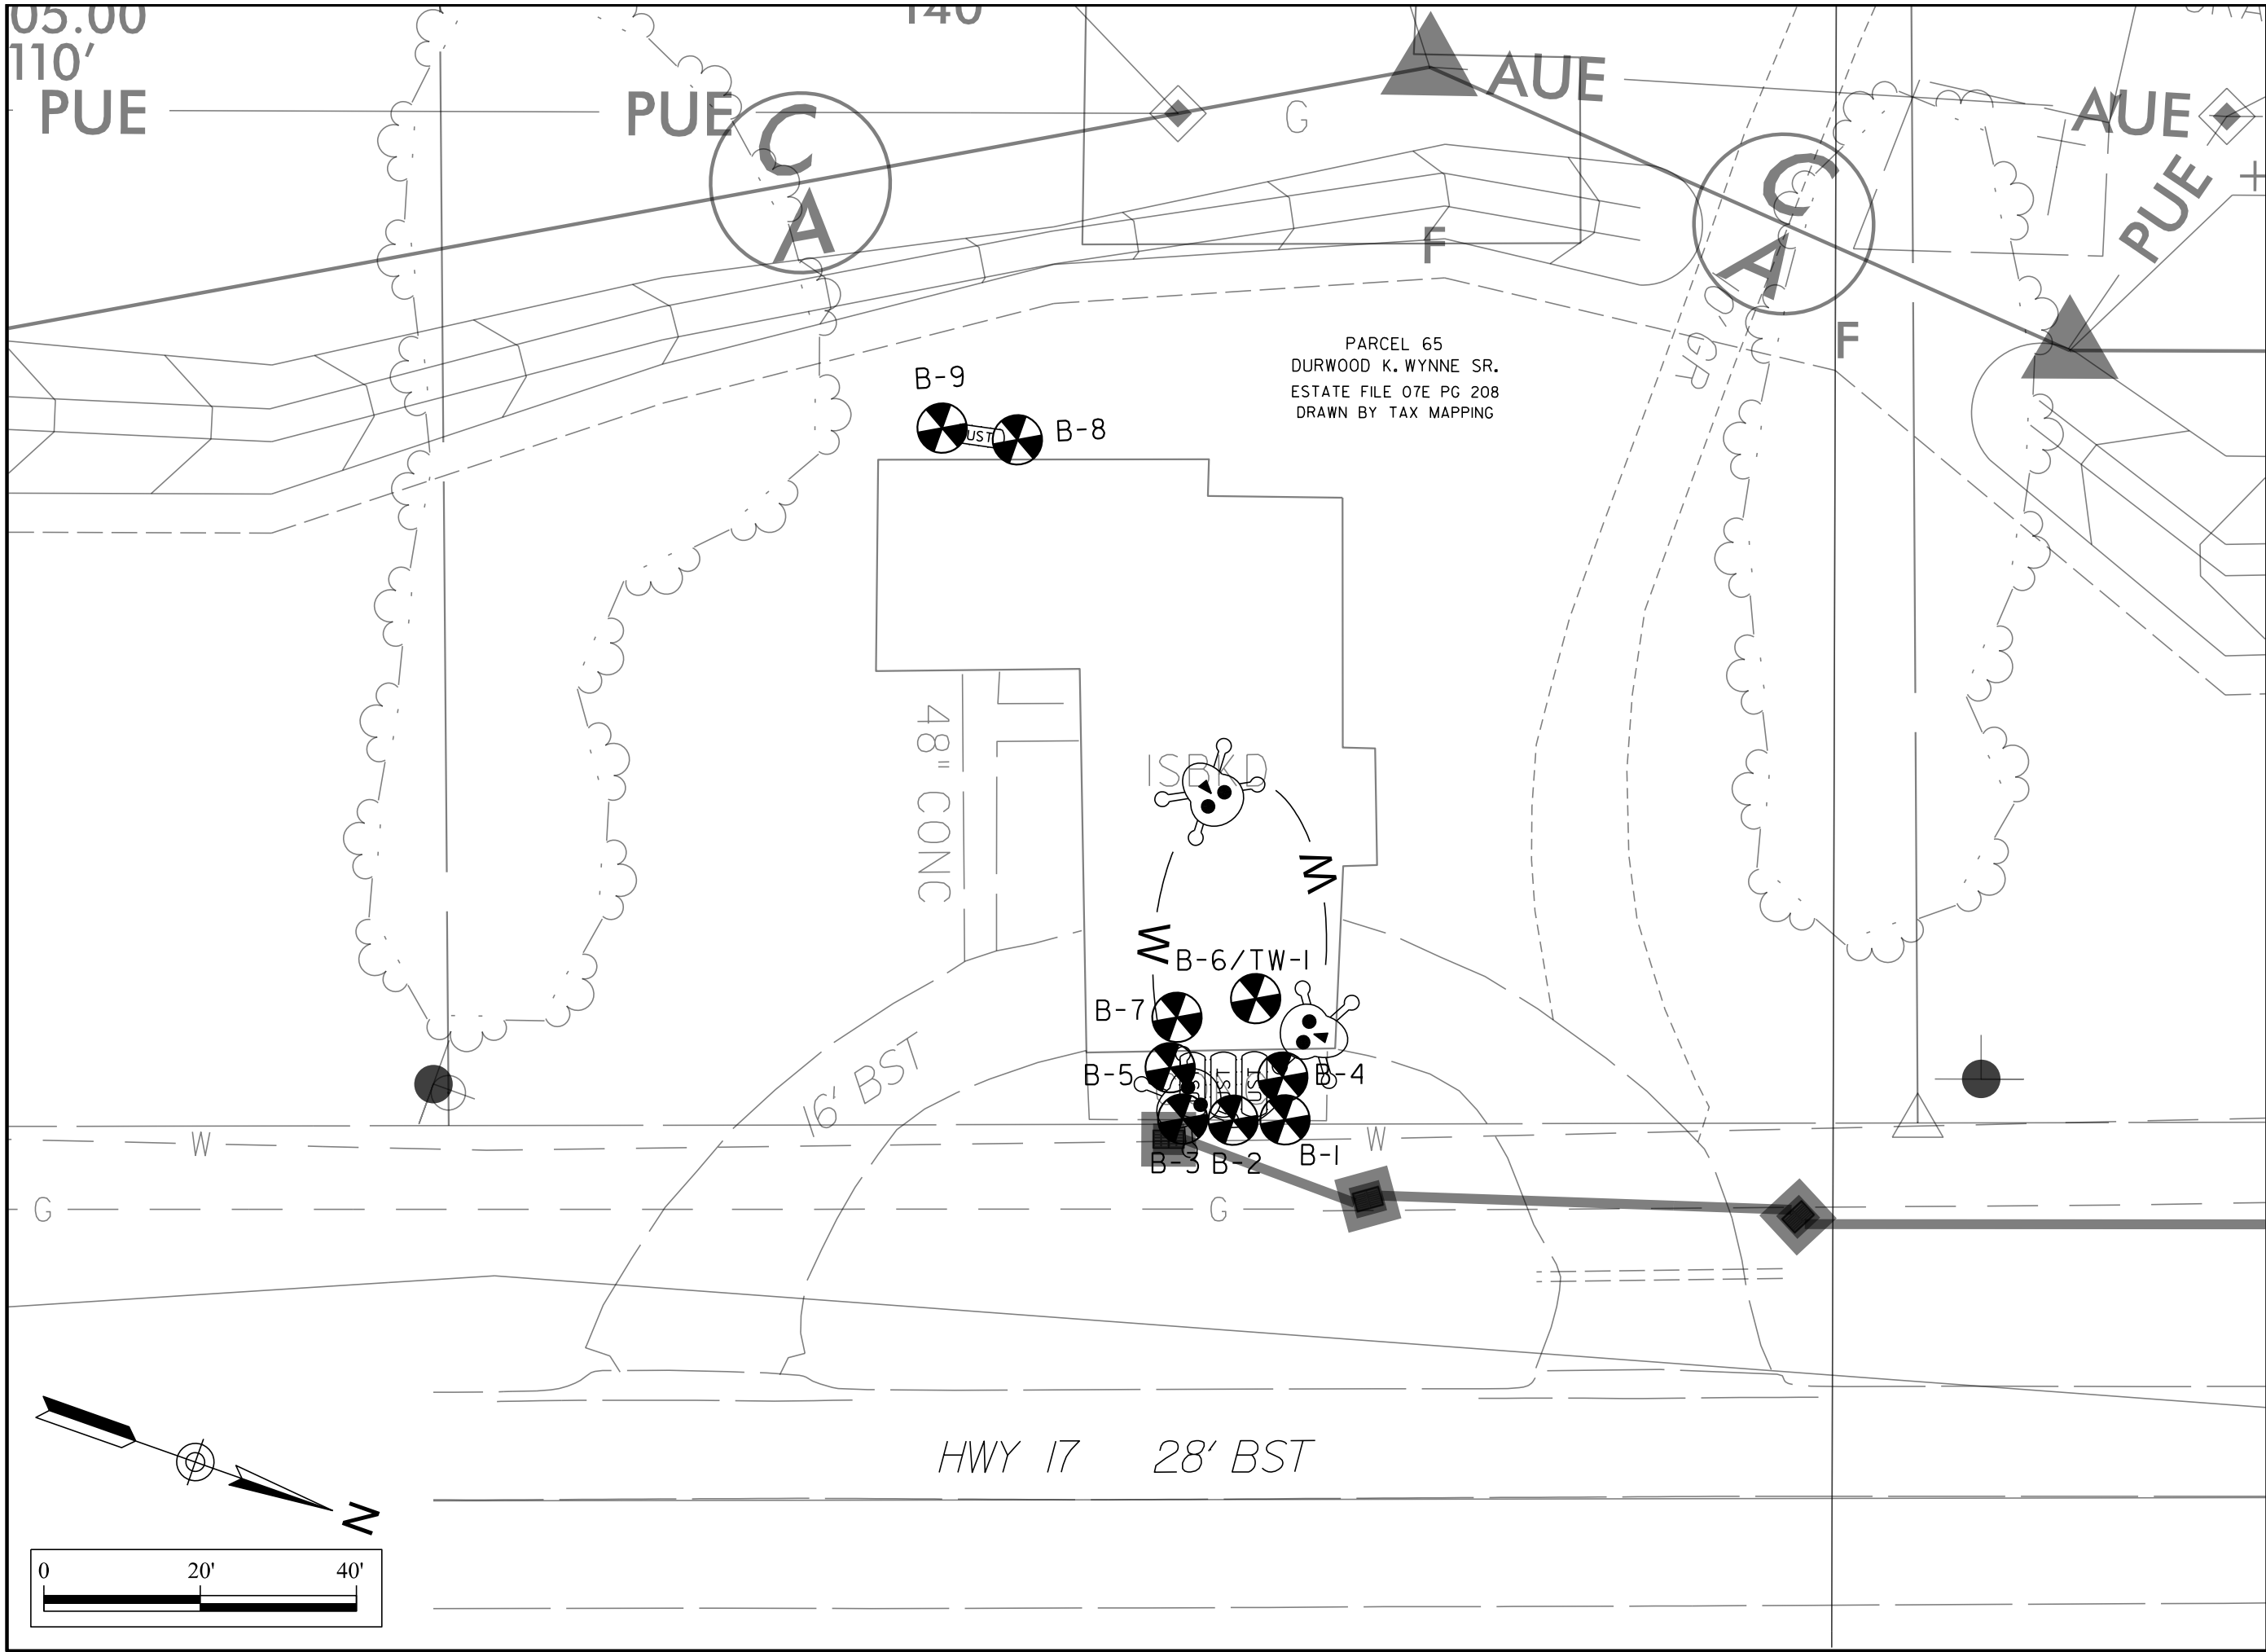 05.00
110'
PUE
PUE
140
AUE
AUE
PUE
C
A
C
A
G
F
F
PARCEL 65
DURWOOD K. WYNNE SR.
ESTATE FILE 07E PG 208
DRAWN BY TAX MAPPING
B-9
UST
B-8
48" CONC
ISBKD
W
W
B-6/TW-1
B-7
B-5
B-4
UST
UST
16' BST
W
W
B-3
B-2
B-1
G
G
HWY 17 28' BST
N
0 20' 40'